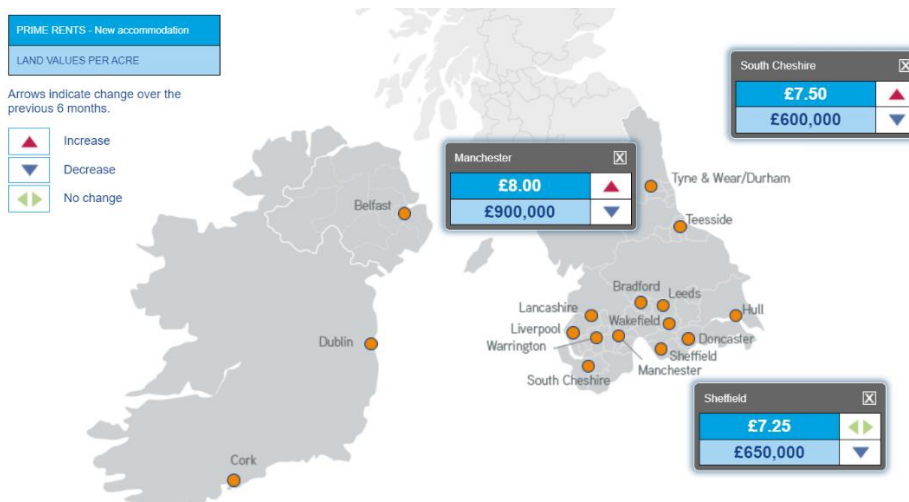 PRIME RENTS - New accommodation
LAND VALUES PER ACRE
Arrows indicate change over the
previous 6 months.
Increase
Decrease
No change
South Cheshire X
£7.50
£600,000
Manchester X
£8.00
£900,000
Tyne & Wear/Durham
Teesside
Belfast
Bradford
Leeds
Lancashire
Hull
Liverpool
Wakefield
Warrington
Doncaster
Dublin
Sheffield
Manchester
South Cheshire
Sheffield X
£7.25
£650,000
Cork